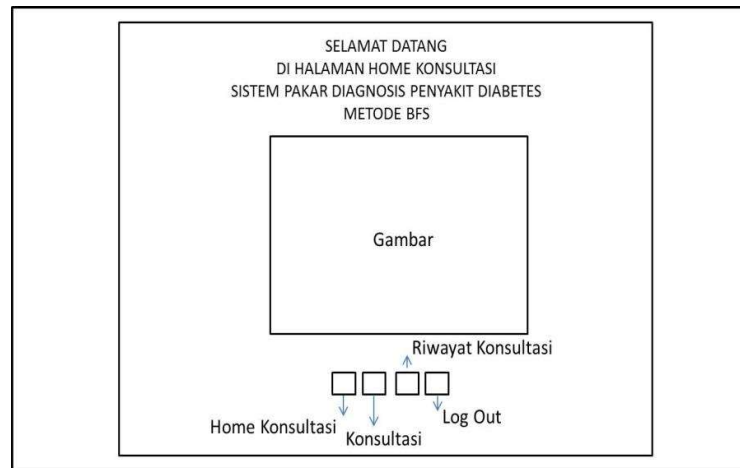 SELAMAT DATANG
DI HALAMAN HOME KONSULTASI
SISTEM PAKAR DIAGNOSIS PENYAKIT DIABETES
METODE BFS
Gambar
Riwayat Konsultasi
Home Konsultasi
Konsultasi
Log Out